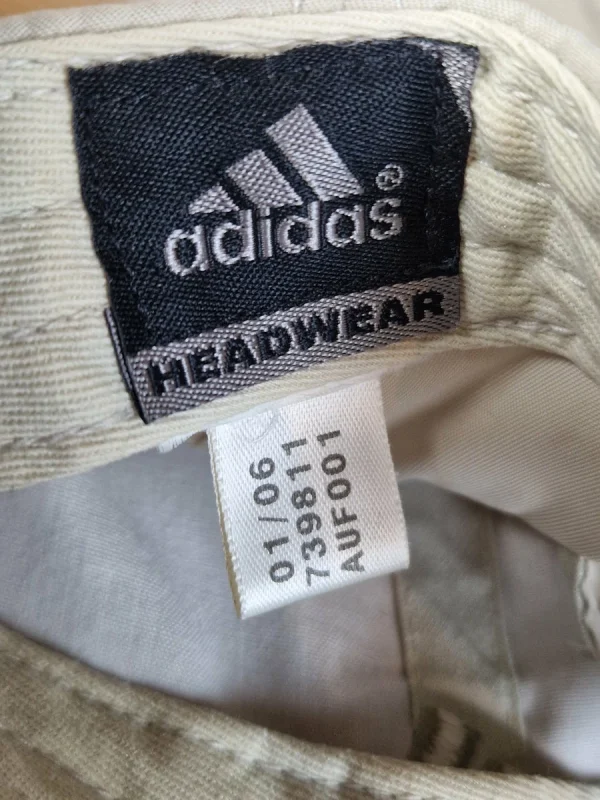 adidas®
HEADWEAR
01/06
739811
AUF001